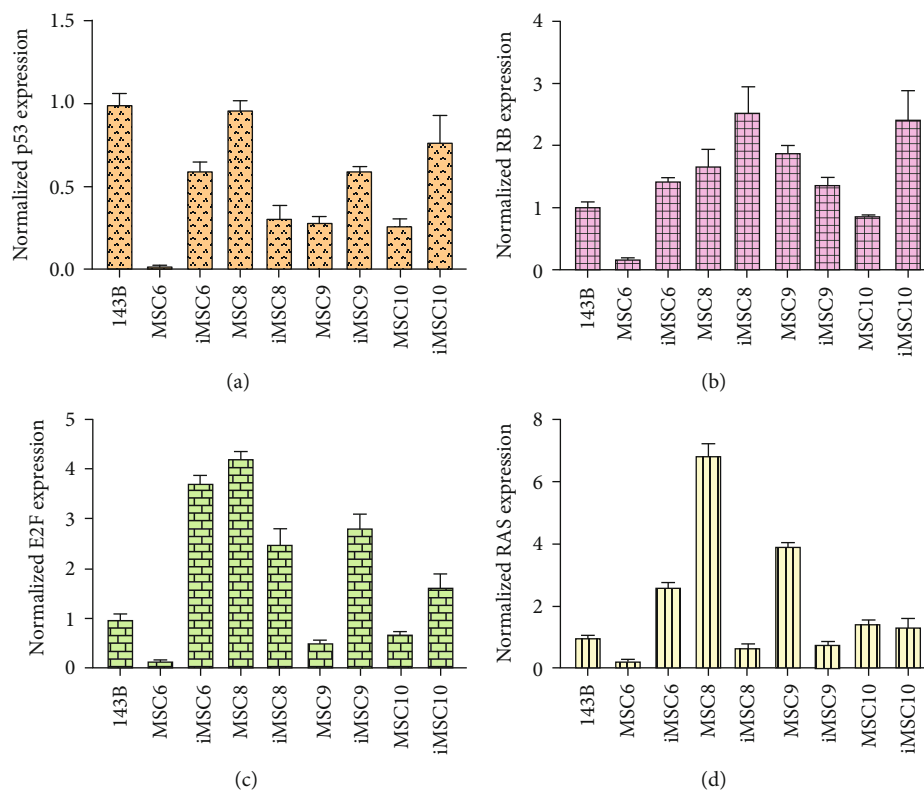 Normalized p53 expression
1.5
1.0
0.5
0.0
143B
MSC6
iMSC6
MSC8
iMSC8
MSC9
iMSC9
MSC10
iMSC10
(a)
Normalized RB expression
4
3
2
1
0
143B
MSC6
iMSC6
MSC8
iMSC8
MSC9
iMSC9
MSC10
iMSC10
(b)
Normalized E2F expression
5
4
3
2
1
0
143B
MSC6
iMSC6
MSC8
iMSC8
MSC9
iMSC9
MSC10
iMSC10
(c)
Normalized RAS expression
8
6
4
2
0
143B
MSC6
iMSC6
MSC8
iMSC8
MSC9
iMSC9
MSC10
iMSC10
(d)